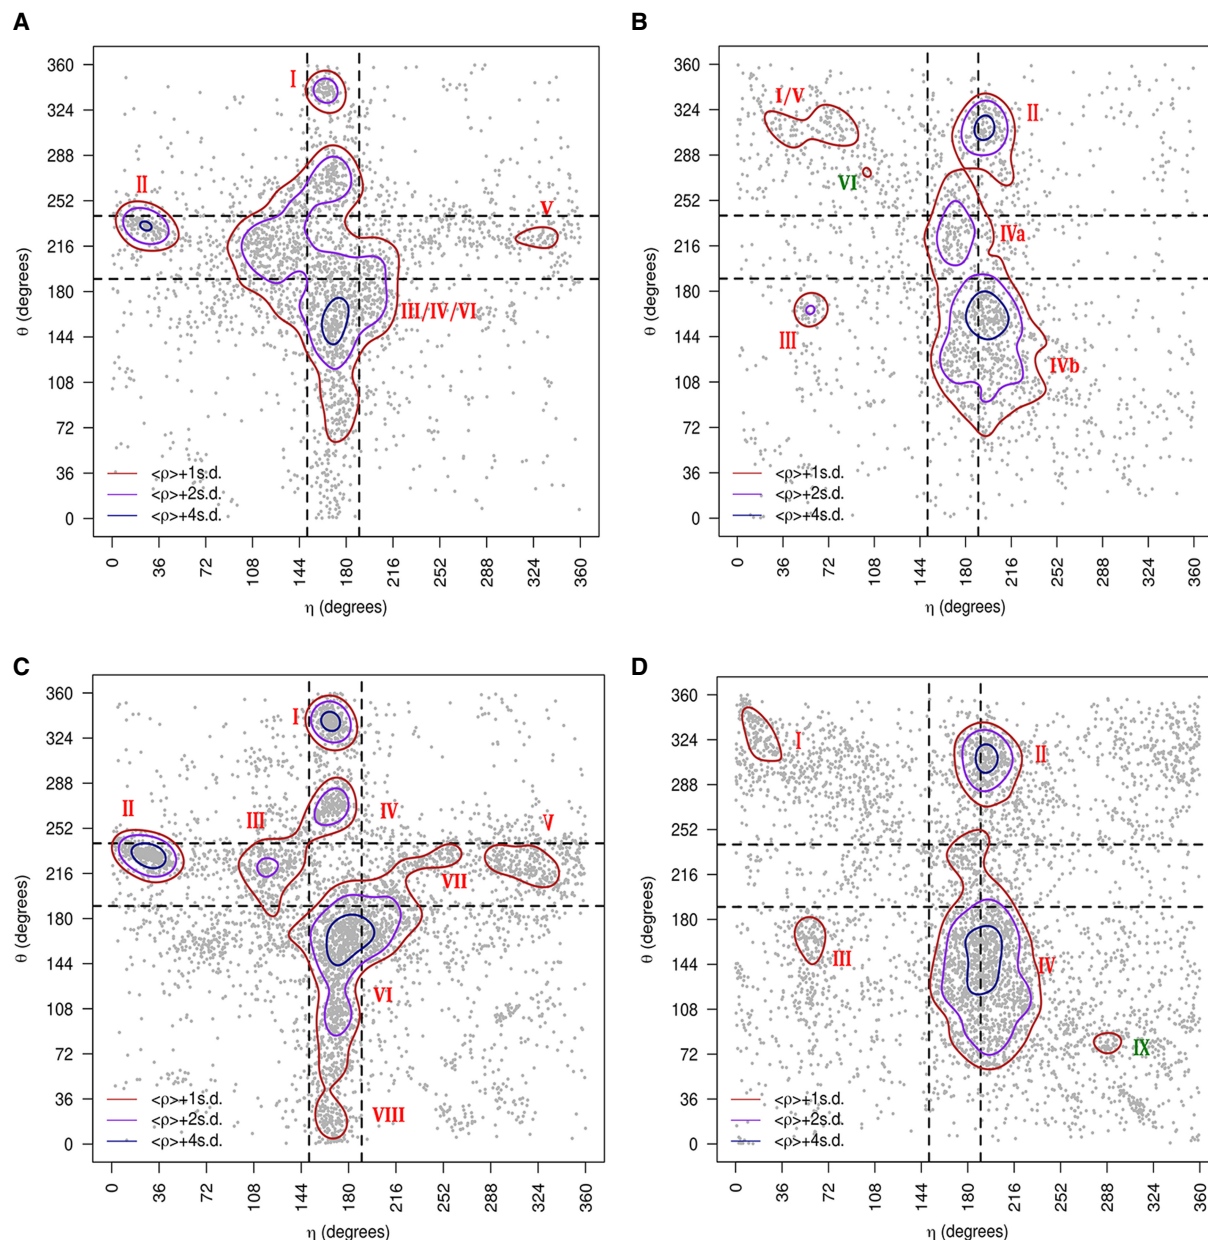 A
θ (degrees)
360
324
288
252
216
180
144
108
72
36
0
I
II
V
III/IV/VI
<ρ>+1s.d.
<ρ>+2s.d.
<ρ>+4s.d.
0 36 72 108 144 180 216 252 288 324 360
η (degrees)
B
θ (degrees)
360
324
288
252
216
180
144
108
72
36
0
I/V
II
VI
IVa
III
IVb
<ρ>+1s.d.
<ρ>+2s.d.
<ρ>+4s.d.
0 36 72 108 144 180 216 252 288 324 360
η (degrees)
C
θ (degrees)
360
324
288
252
216
180
144
108
72
36
0
I
II
III
IV
V
VII
VI
VIII
<ρ>+1s.d.
<ρ>+2s.d.
<ρ>+4s.d.
0 36 72 108 144 180 216 252 288 324 360
η (degrees)
D
θ (degrees)
360
324
288
252
216
180
144
108
72
36
0
I
II
III
IV
IX
<ρ>+1s.d.
<ρ>+2s.d.
<ρ>+4s.d.
0 36 72 108 144 180 216 252 288 324 360
η (degrees)